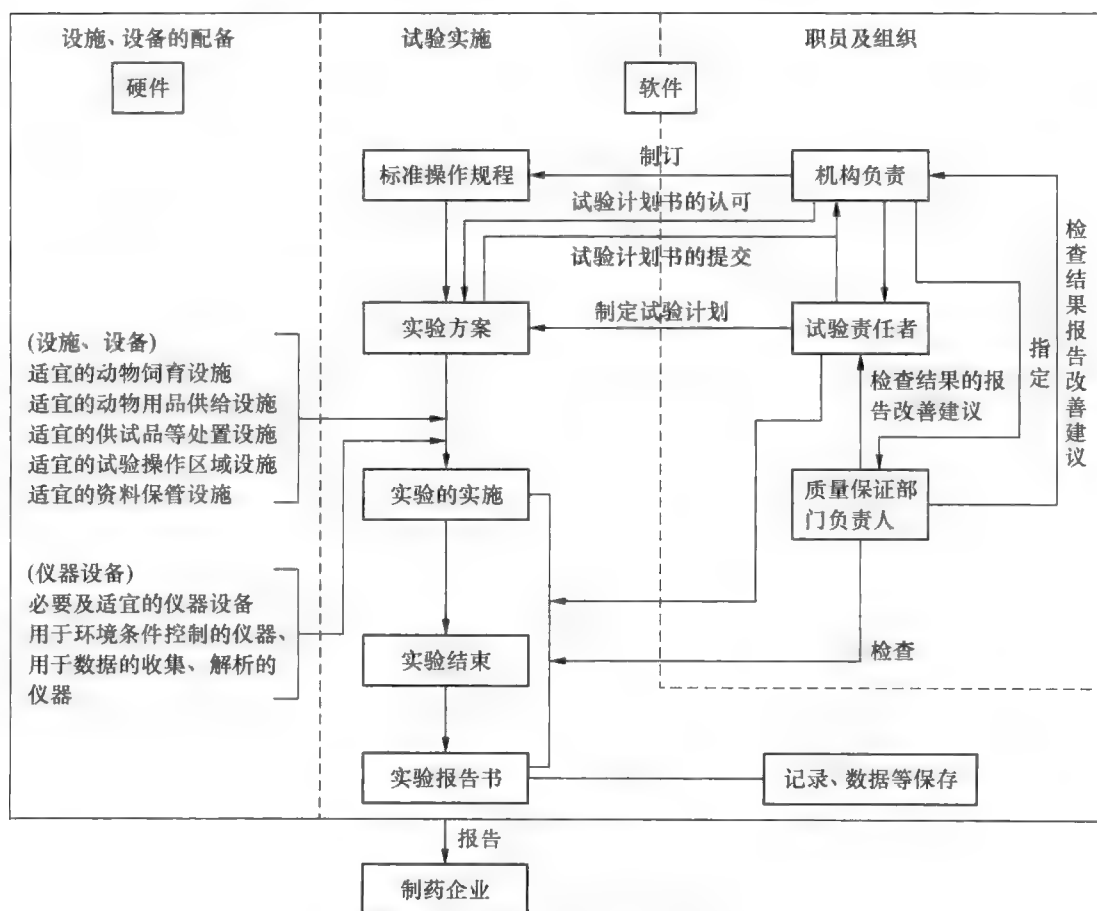 设施、设备的配备
试验实施
职员及组织
硬件
软件
标准操作规程
制订
机构负责
试验计划书的认可
试验计划书的提交
实验方案
制定试验计划
试验责任者
检查结果的报
告改善建议
指定
检查结果报告改善建议
(设施、设备)
适宜的动物饲育设施
适宜的动物用品供给设施
适宜的供试品等处置设施
适宜的试验操作区域设施
适宜的资料保管设施
实验的实施
质量保证部
门负责人
(仪器设备)
必要及适宜的仪器设备
用于环境条件控制的仪器、
用于数据的收集、解析的
仪器
实验结束
检查
实验报告书
记录、数据等保存
报告
制药企业